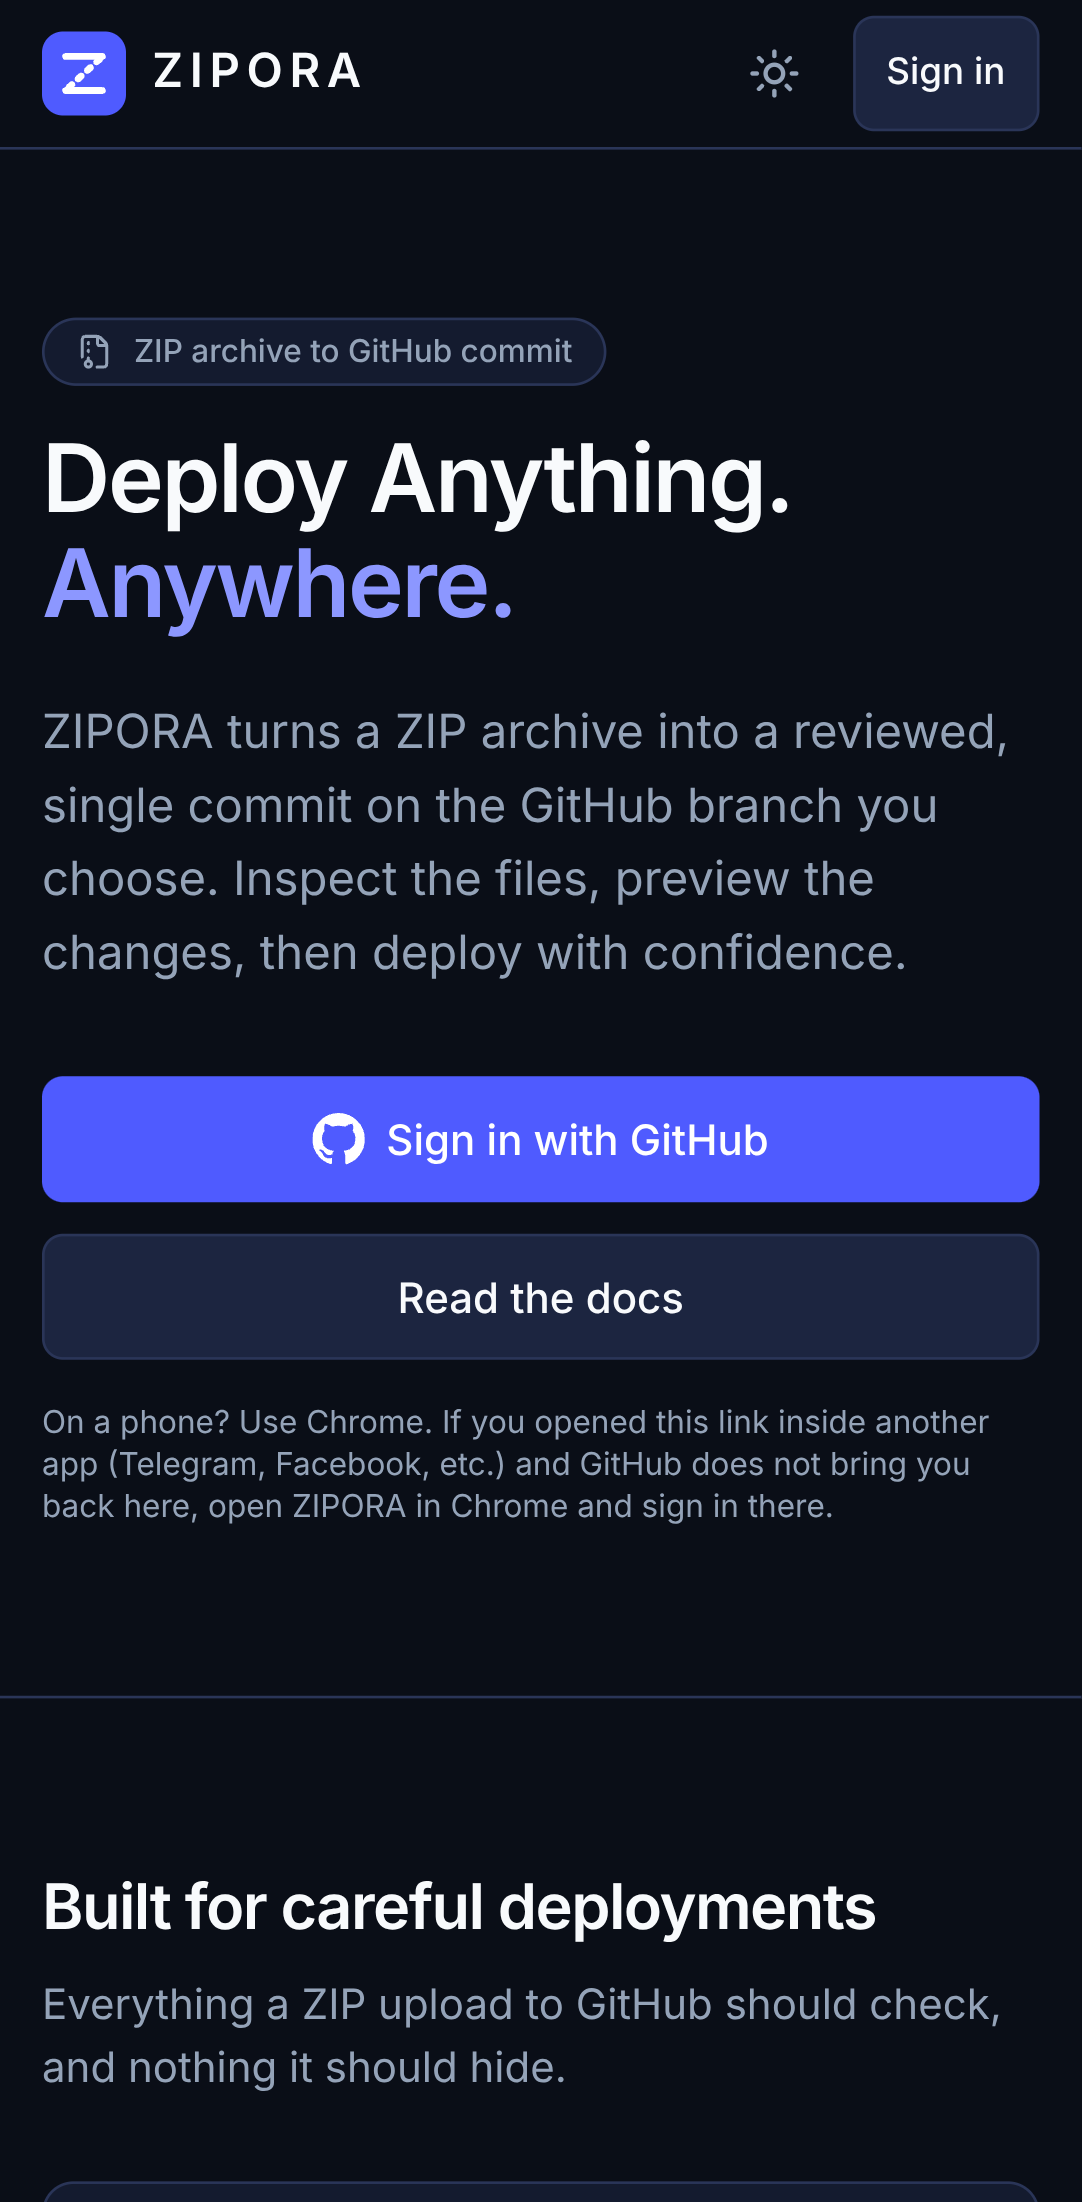 ZIPORA
Sign in
ZIP archive to GitHub commit
Deploy Anything.
Anywhere.
ZIPORA turns a ZIP archive into a reviewed,
single commit on the GitHub branch you
choose. Inspect the files, preview the
changes, then deploy with confidence.
Sign in with GitHub
Read the docs
On a phone? Use Chrome. If you opened this link inside another
app (Telegram, Facebook, etc.) and GitHub does not bring you
back here, open ZIPORA in Chrome and sign in there.
Built for careful deployments
Everything a ZIP upload to GitHub should check,
and nothing it should hide.